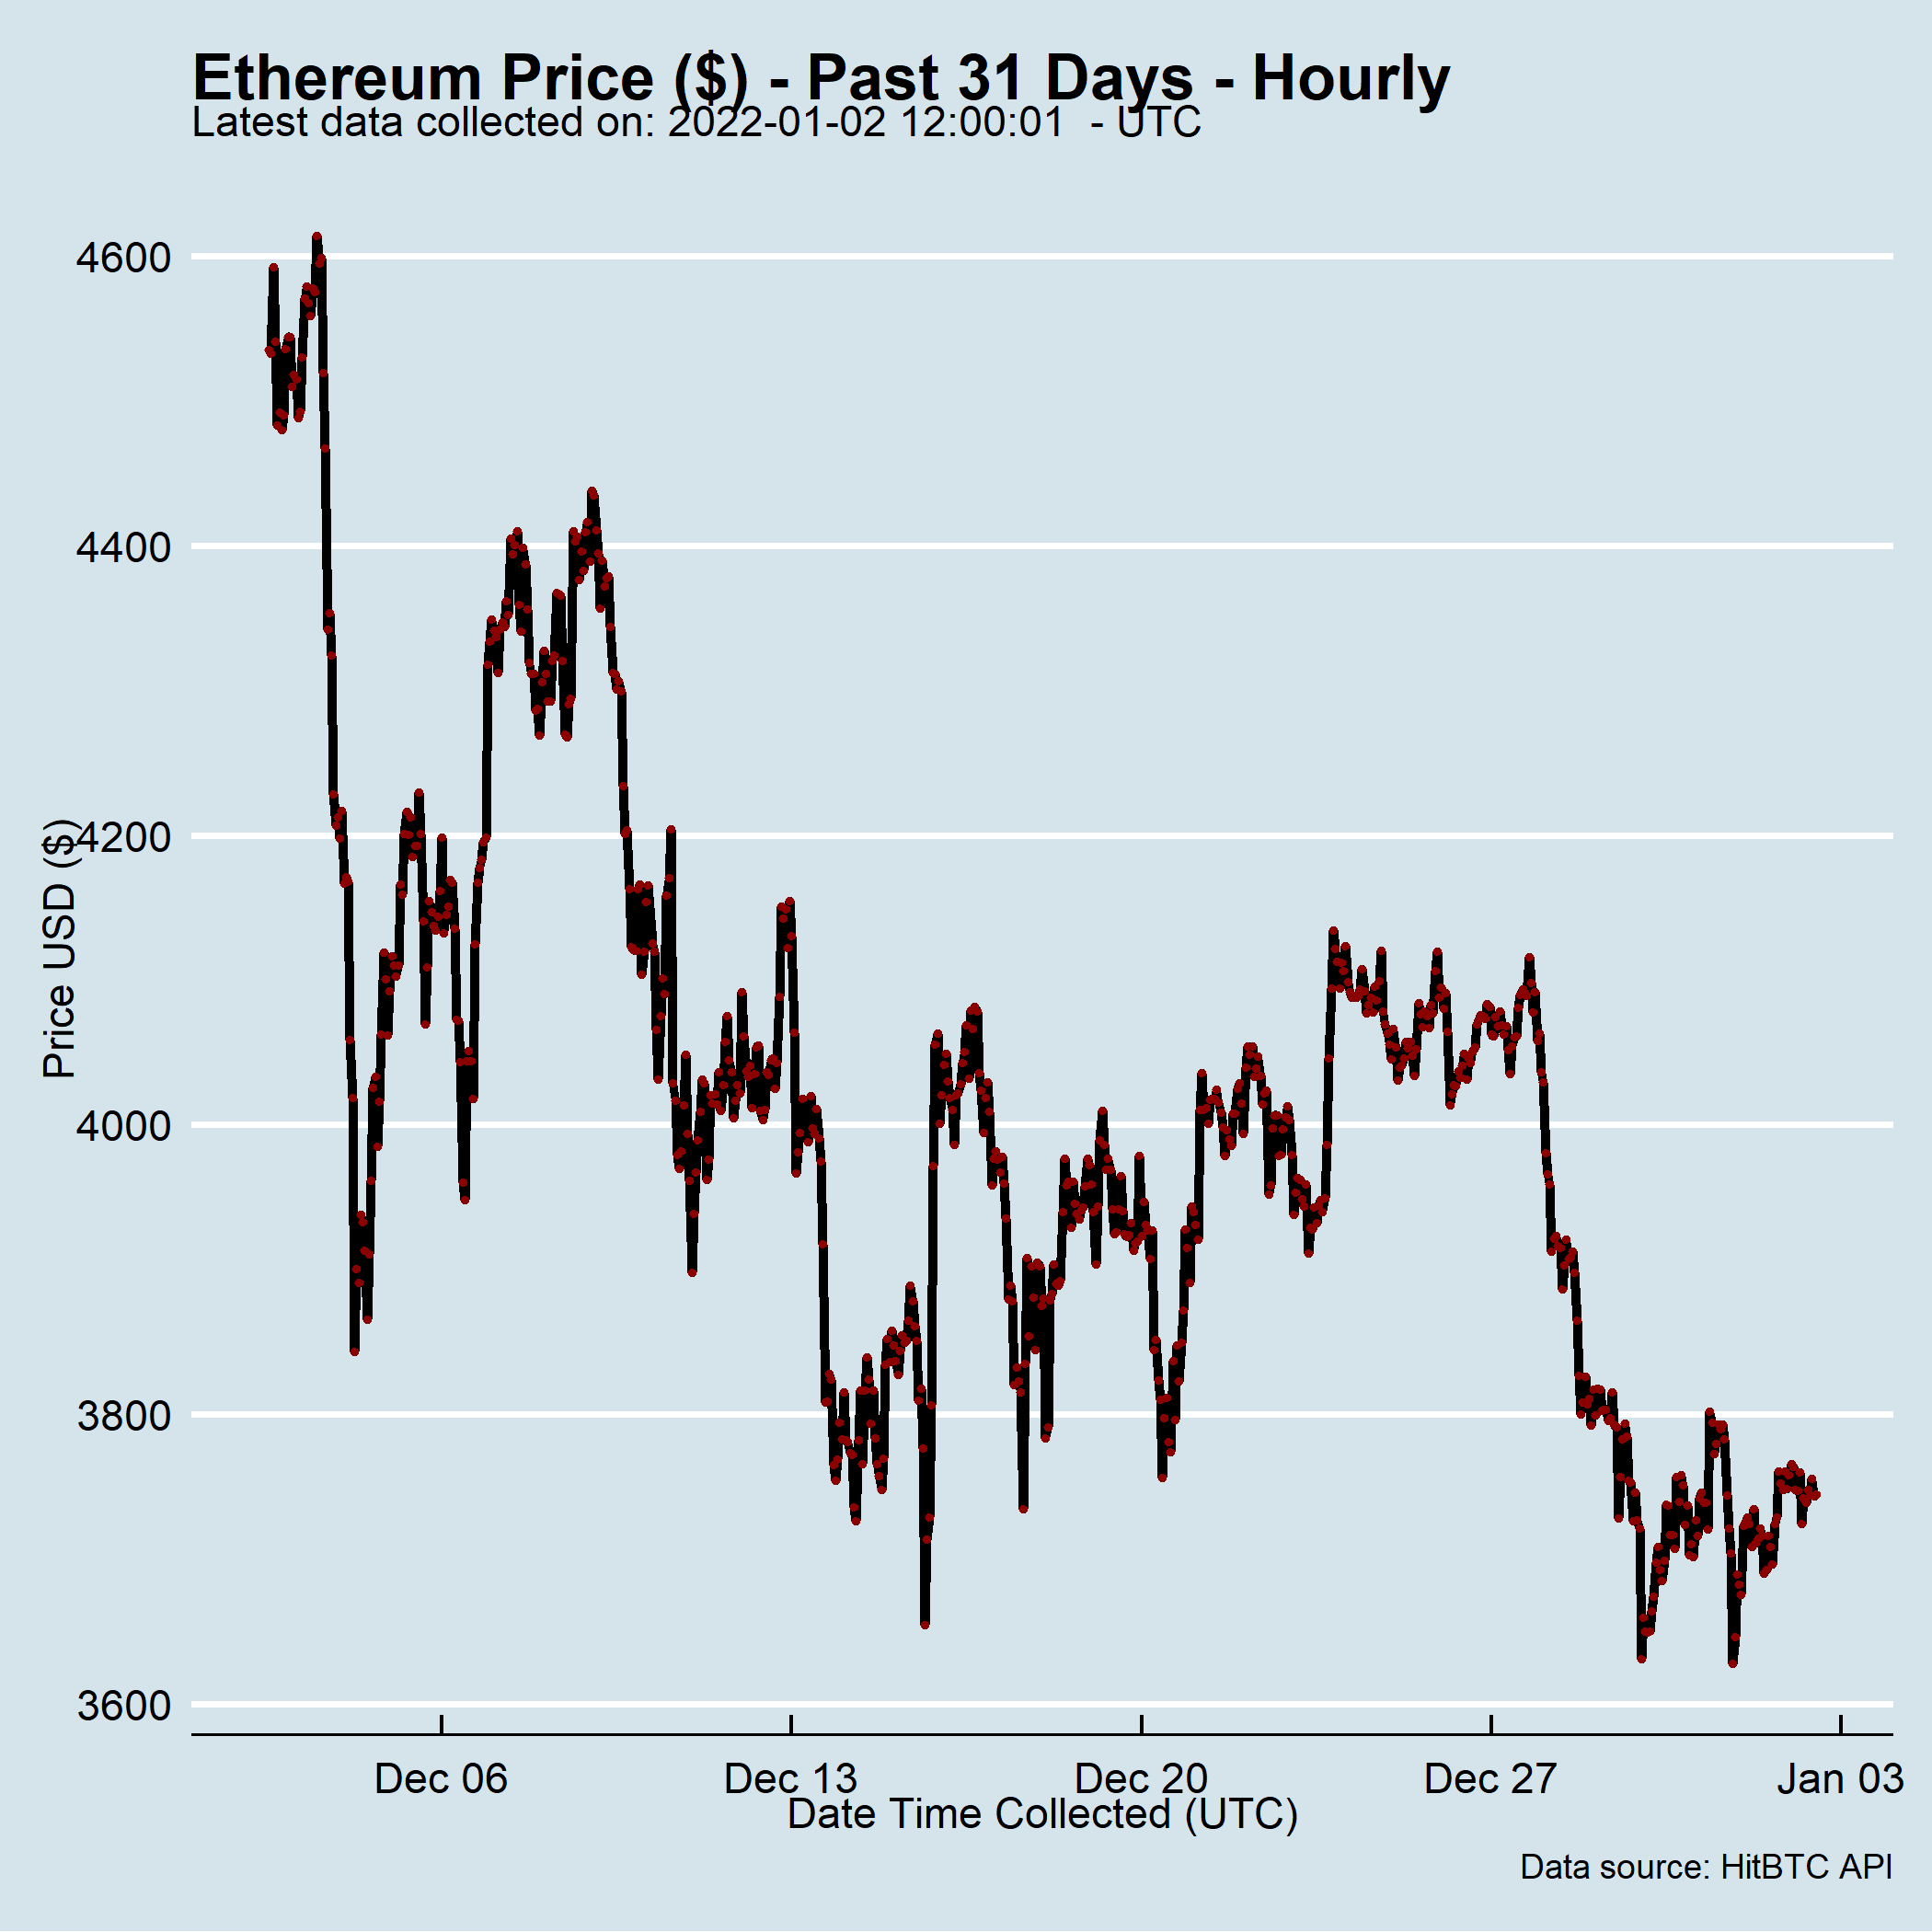 Ethereum Price ($) - Past 31 Days - Hourly
Latest data collected on: 2022-01-02 12:00:01  - UTC
Price USD ($)
4600
4400
4200
4000
3800
3600
Dec 06
Dec 13
Dec 20
Dec 27
Jan 03
Date Time Collected (UTC)
Data source: HitBTC API